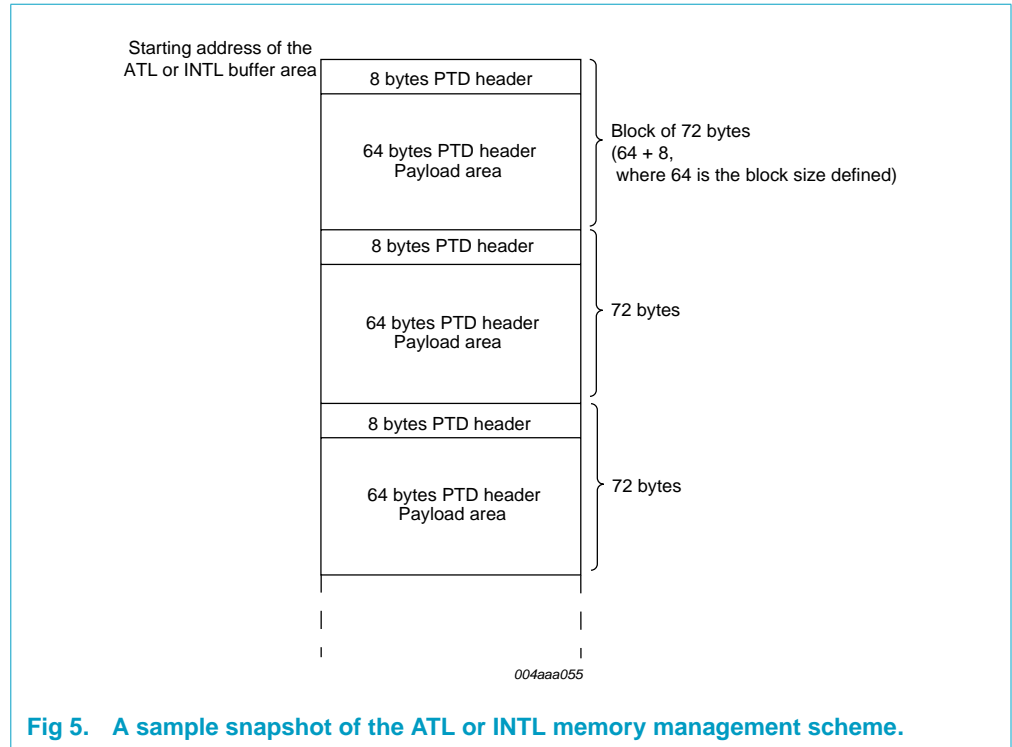 Starting address of the
ATL or INTL buffer area
8 bytes PTD header
64 bytes PTD header
Payload area
Block of 72 bytes
(64 + 8,
where 64 is the block size defined)
8 bytes PTD header
64 bytes PTD header
Payload area
72 bytes
8 bytes PTD header
64 bytes PTD header
Payload area
72 bytes
004aaa055
Fig 5. A sample snapshot of the ATL or INTL memory management scheme.